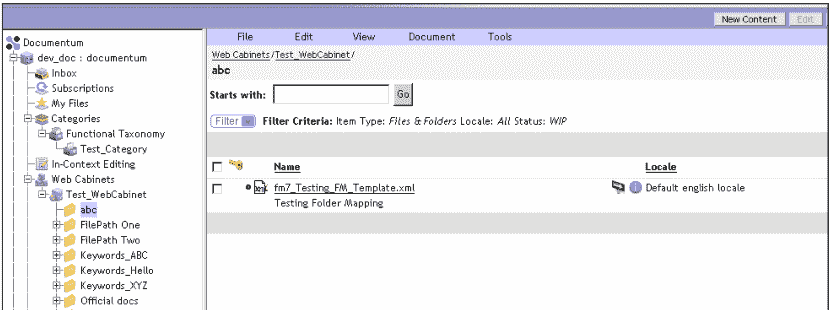 New Content Edit
Documentum
dev_doc : documentum
Inbox
Subscriptions
My Files
Categories
Functional Taxonomy
Test_Category
In-Context Editing
Web Cabinets
Test_WebCabinet
abc
FilePath One
FilePath Two
Keywords_ABC
Keywords_Hello
Keywords_XYZ
Official docs
File Edit View Document Tools
Web Cabinets /Test_WebCabinet/
abc
Starts with: Go
Filter Filter Criteria: Item Type: Files & Folders Locale: All Status: WIP
Name Locale
fm7_Testing_FM_Template.xml Default english locale
Testing Folder Mapping